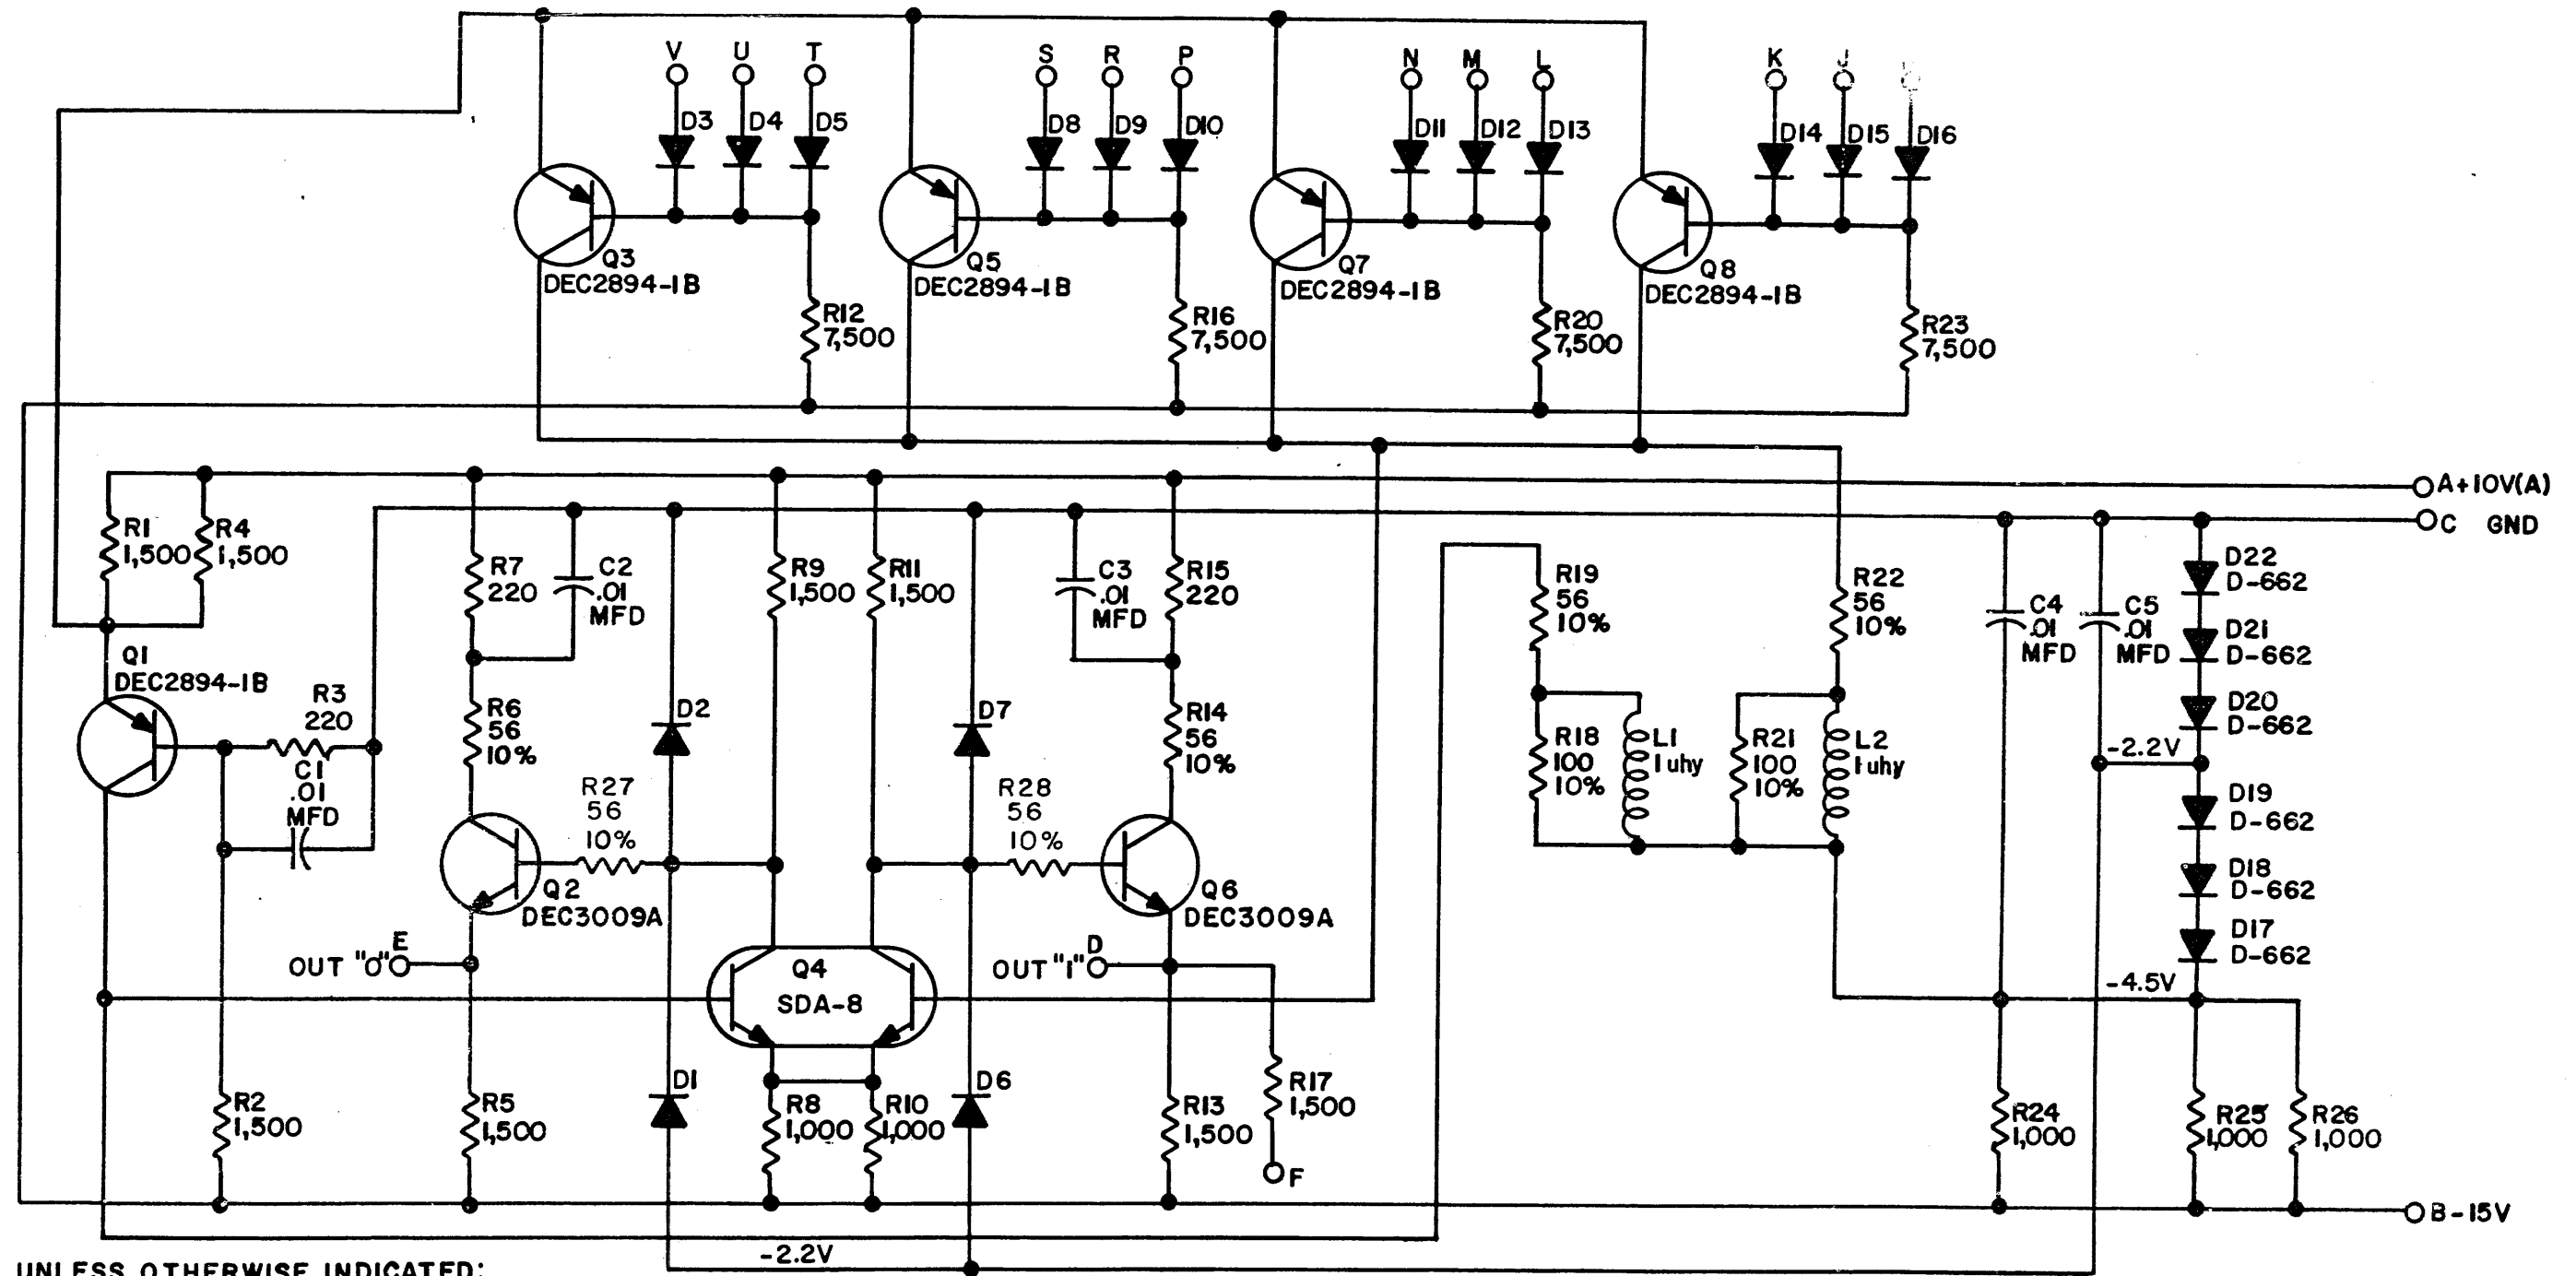 V U T S R P N M L K J
D3 D4 D5 D8 D9 D10 D11 D12 D13 D14 D15 D16
Q3
DEC2894-1B
Q5
DEC2894-1B
Q7
DEC2894-1B
Q8
DEC2894-1B
R12
7,500
R16
7,500
R20
7,500
R23
7,500
A+10V(A)
C GND
R1
1,500
R4
1,500
R7
220
C2
.01
MFD
R9
1,500
R11
1,500
C3
.01
MFD
R15
220
R19
56
10%
R22
56
10%
C4
.01
MFD
C5
.01
MFD
D22
D-662
D21
D-662
D20
D-662
-2.2V
D19
D-662
D18
D-662
D17
D-662
-4.5V
Q1
DEC2894-1B
R3
220
C1
.01
MFD
R6
56
10%
D2
D7
R14
56
10%
R18
100
10%
L1
1uhy
R21
100
10%
L2
1uhy
R27
56
10%
R28
56
10%
Q2
DEC3009A
Q6
DEC3009A
E
OUT "0"
Q4
SDA-8
D
OUT "1"
R2
1,500
R5
1,500
D1
R8
1,000
R10
1,000
D6
R13
1,500
R17
1,500
F
R24
1,000
R25
1,000
R26
1,000
B-15V
-2.2V
UNLESS OTHERWISE INDICATED: